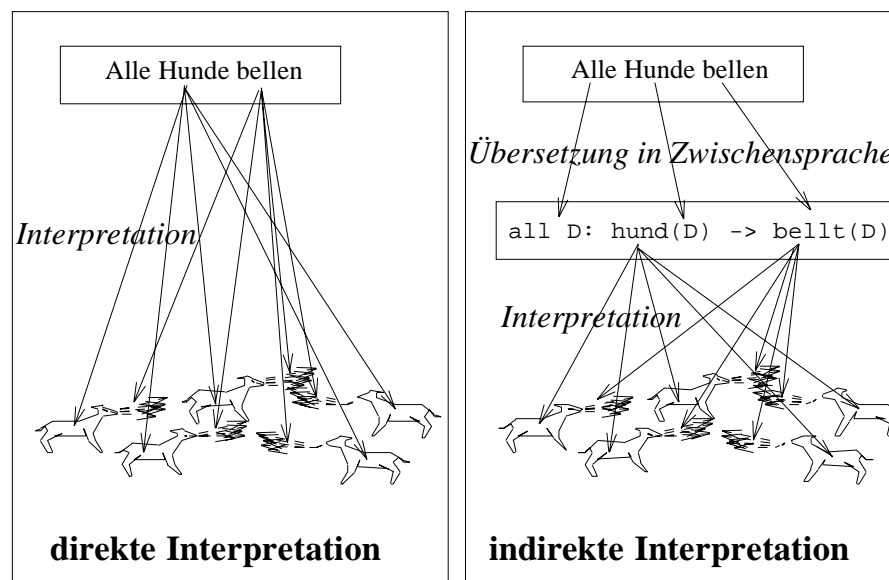 Alle Hunde bellen
Interpretation
direkte Interpretation
Alle Hunde bellen
Übersetzung in Zwischensprache
all D: hund(D) -> bellt(D)
Interpretation
indirekte Interpretation